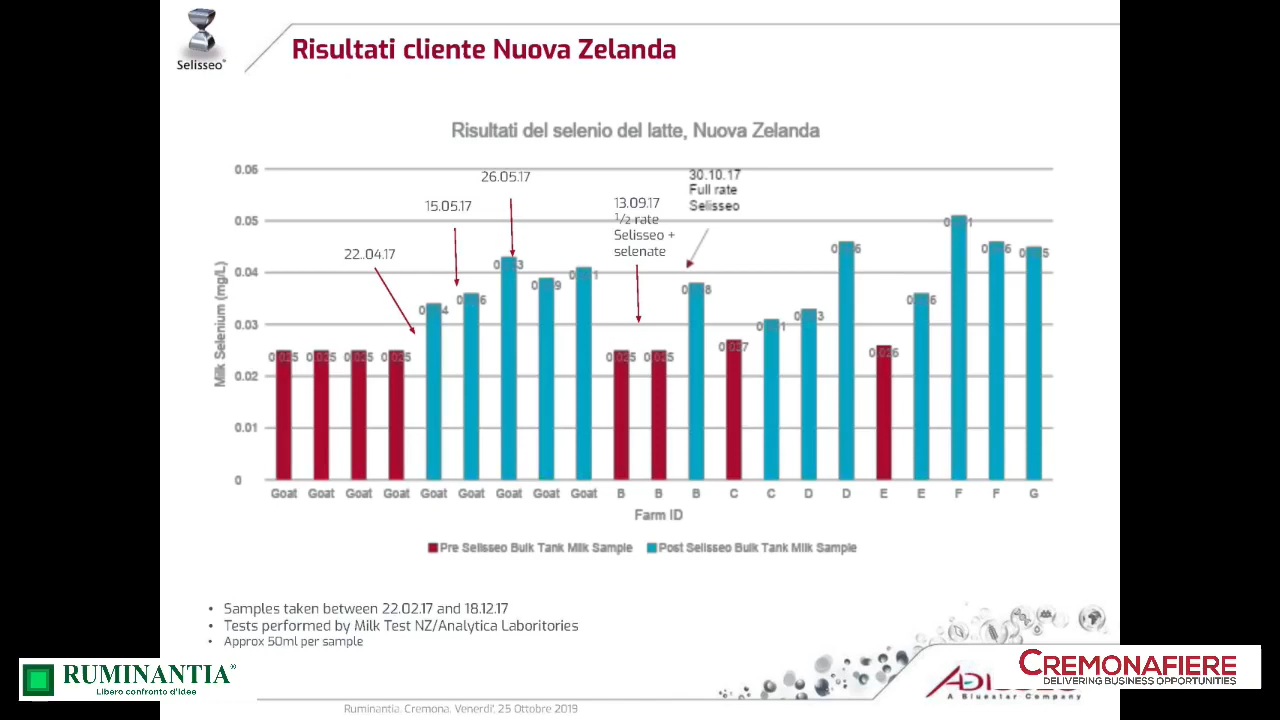 Selisseo®
Risultati cliente Nuova Zelanda
Risultati del selenio del latte, Nuova Zelanda
0.06
0.05
0.04
0.03
0.02
0.01
0
Milk Selenium (mg/L)
22..04.17
15.05.17
26.05.17
13.09.17
1/2 rate
Selisseo +
selenate
30.10.17
Full rate
Selisseo
Goat Goat Goat Goat Goat Goat Goat Goat Goat B B B C C D D E E F F G
Farm ID
Pre Selisseo Bulk Tank Milk Sample Post Selisseo Bulk Tank Milk Sample
• Samples taken between 22.02.17 and 18.12.17
• Tests performed by Milk Test NZ/Analytica Laboritories
• Approx 50ml per sample
RUMINANTIA®
Libero confronto d'Idee
CREMONAFIERE
DELIVERING BUSINESS OPPORTUNITIES
A Bluestar Company
Ruminantia. Cremona. Venerdi'. 25 Ottobre 2019